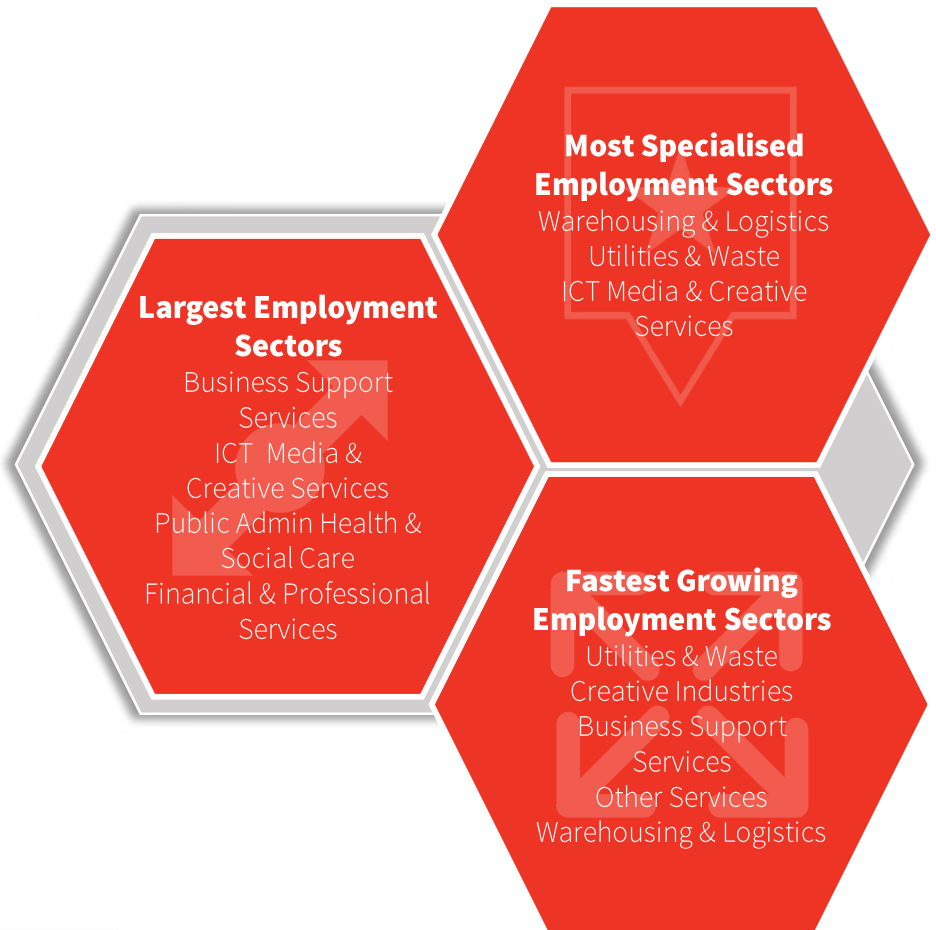 Most Specialised
Employment Sectors
Warehousing & Logistics
Utilities & Waste
ICT Media & Creative
Services
Largest Employment
Sectors
Business Support
Services
ICT  Media &
Creative Services
Public Admin Health &
Social Care
Financial & Professional
Services
Fastest Growing
Employment Sectors
Utilities & Waste
Creative Industries
Business Support
Services
Other Services
Warehousing & Logistics